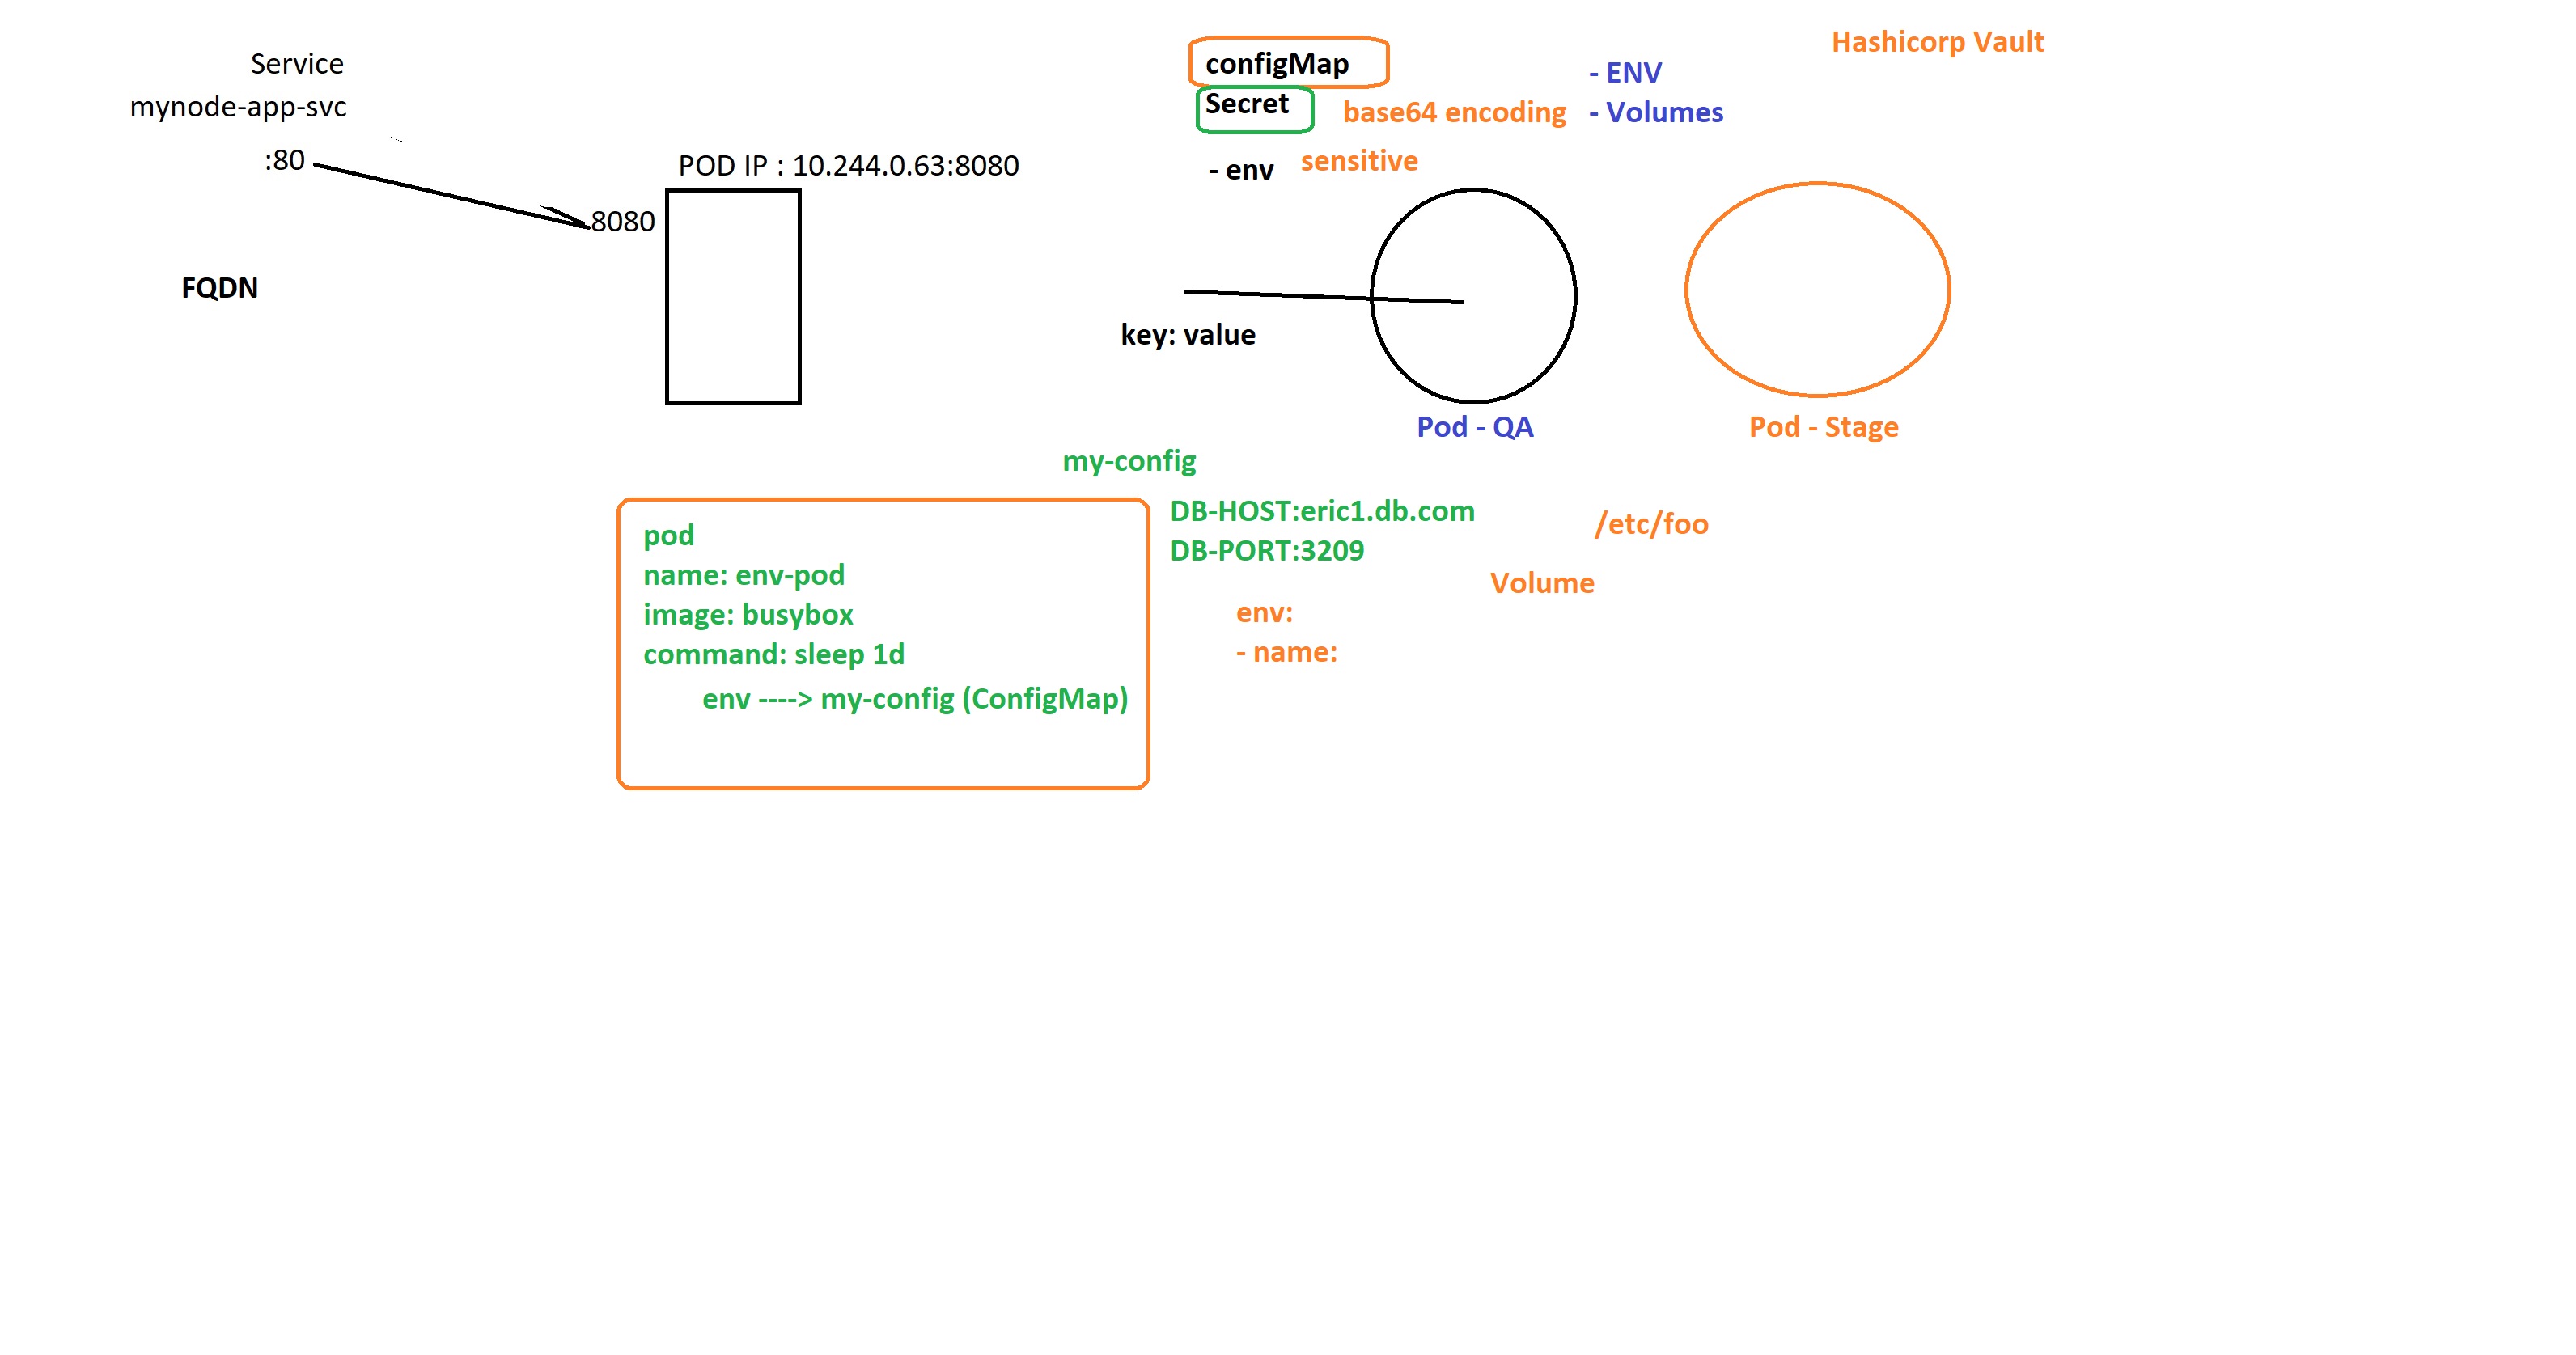 Service
mynode-app-svc
:80
8080
FQDN
POD IP : 10.244.0.63:8080
configMap
Secret
base64 encoding
- ENV
- Volumes
Hashicorp Vault
- env
sensitive
key: value
Pod - QA
Pod - Stage
my-config
DB-HOST:eric1.db.com
DB-PORT:3209
/etc/foo
Volume
env:
- name:
pod
name: env-pod
image: busybox
command: sleep 1d
env ----> my-config (ConfigMap)